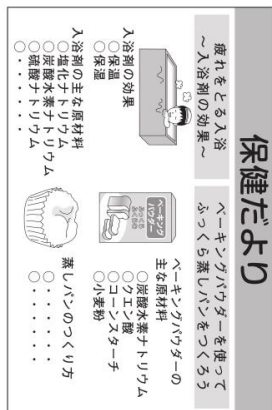 保健だより
疲れをとる入浴
~入浴剤の効果~
入浴剤の効果
○保温
○保湿
入浴剤の主な原材料
○塩化ナトリウム
○炭酸水素ナトリウム
○硫酸ナトリウム
○・・・・・
ベーキングパウダーを使って
ふっくら蒸しパンをつくろう
ベーキング
パウダー
ベーキングパウダーの
主な原材料
○炭酸水素ナトリウム
○クエン酸
○コーンスターチ
○小麦粉
蒸しパンのつくり方
○・・・・・
○・・・・・